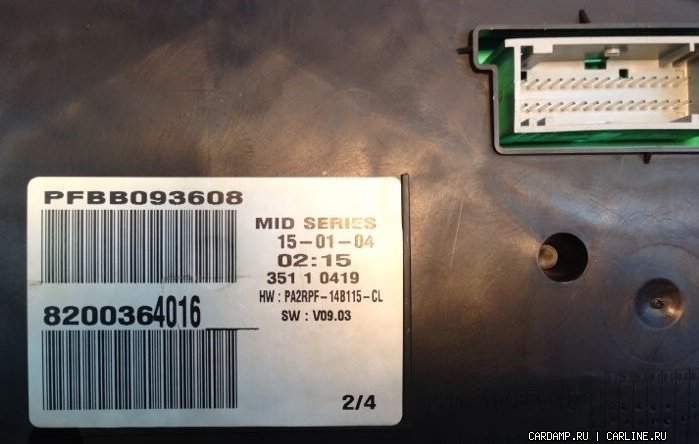 PFBB093608
MID SERIES
15-01-04
02:15
351 1 0419
HW : PA2RPF-14B115-CL
8200364016
SW : V09.03
2/4
CARDAMP.RU | CARLINE.RU